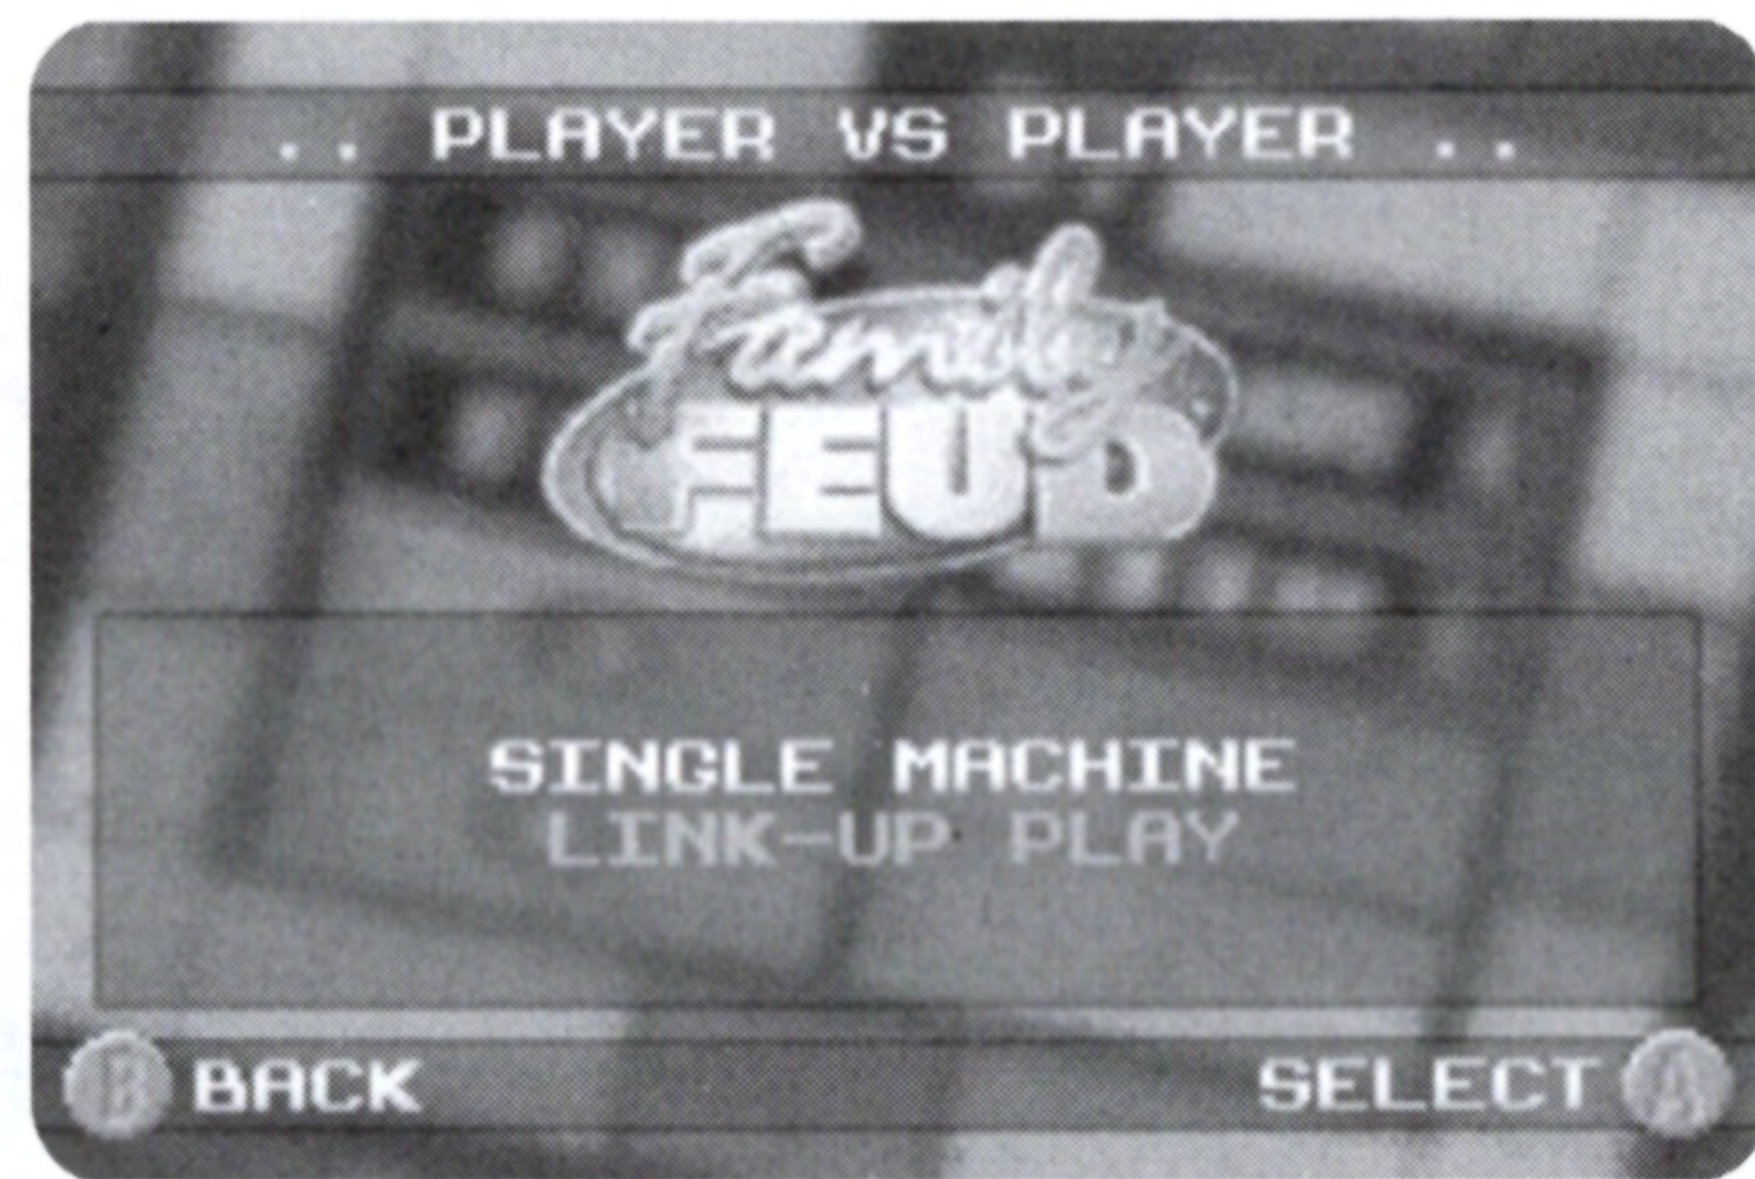 .. PLAYER VS PLAYER ..
Family
FEUD
SINGLE MACHINE
LINK-UP PLAY
B BACK
SELECT A